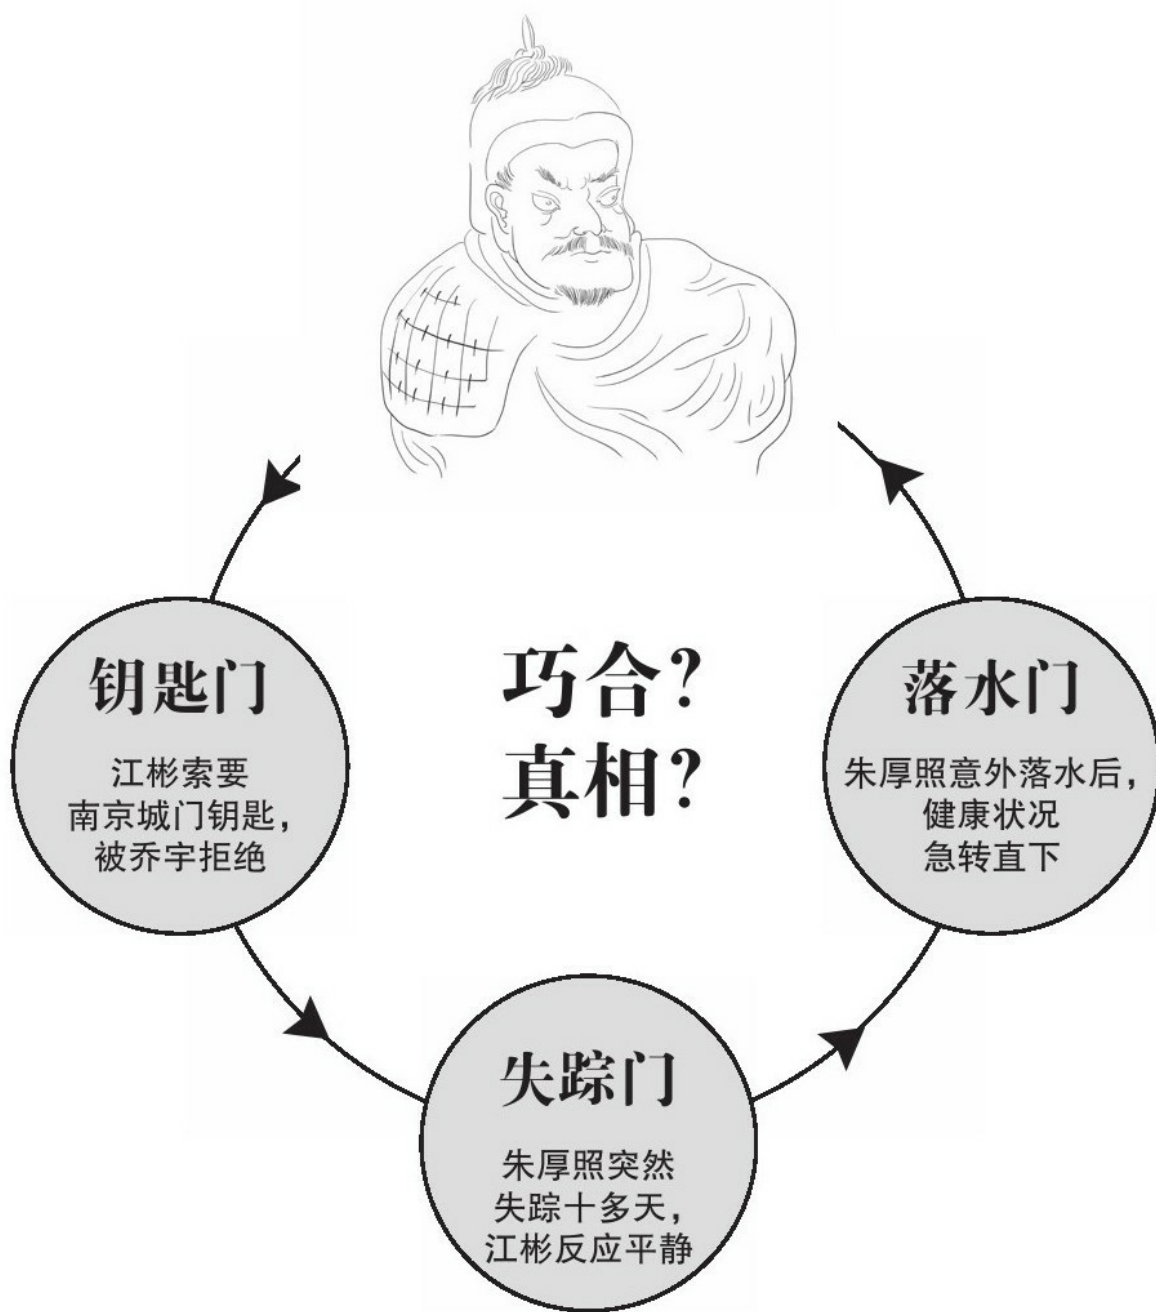 巧合?
真相?
钥匙门
江彬索要
南京城门钥匙，
被乔宇拒绝
失踪门
朱厚照突然
失踪十多天，
江彬反应平静
落水门
朱厚照意外落水后，
健康状况
急转直下